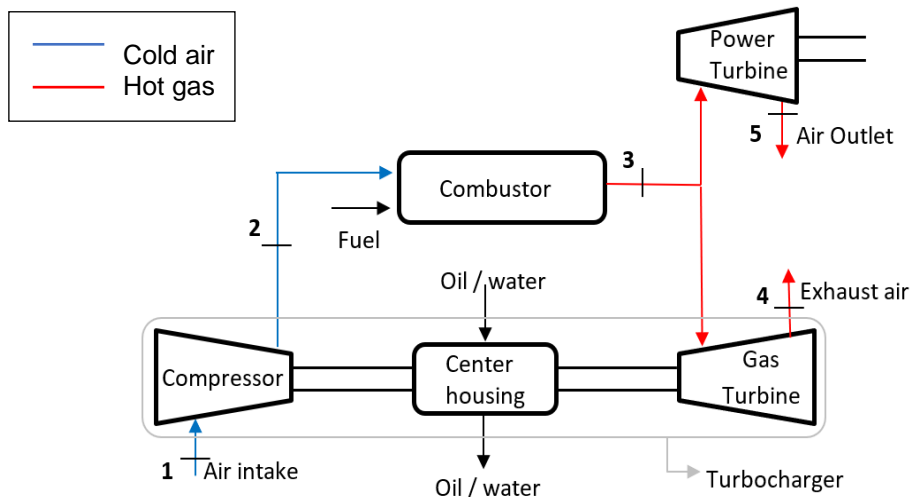 Cold air
Hot gas
Power
Turbine
5
Air Outlet
3
Combustor
2
Fuel
Oil / water
4
Exhaust air
Compressor
Center
housing
Gas
Turbine
1
Air intake
Oil / water
Turbocharger